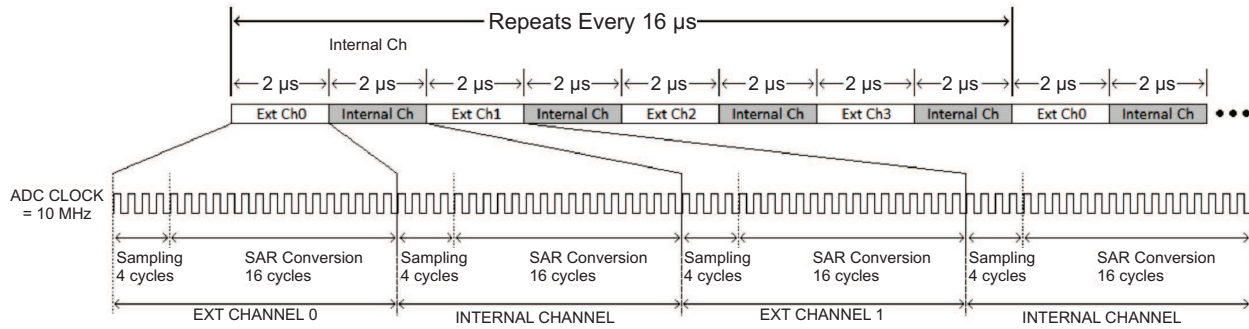 Repeats Every 16 µs
Internal Ch
2 µs 2 µs 2 µs 2 µs 2 µs 2 µs 2 µs 2 µs 2 µs 2 µs
Ext Ch0 Internal Ch Ext Ch1 Internal Ch Ext Ch2 Internal Ch Ext Ch3 Internal Ch Ext Ch0 Internal Ch
ADC CLOCK
= 10 MHz
Sampling SAR Conversion Sampling SAR Conversion Sampling SAR Conversion Sampling SAR Conversion
4 cycles 16 cycles 4 cycles 16 cycles 4 cycles 16 cycles 4 cycles 16 cycles
EXT CHANNEL 0 INTERNAL CHANNEL EXT CHANNEL 1 INTERNAL CHANNEL